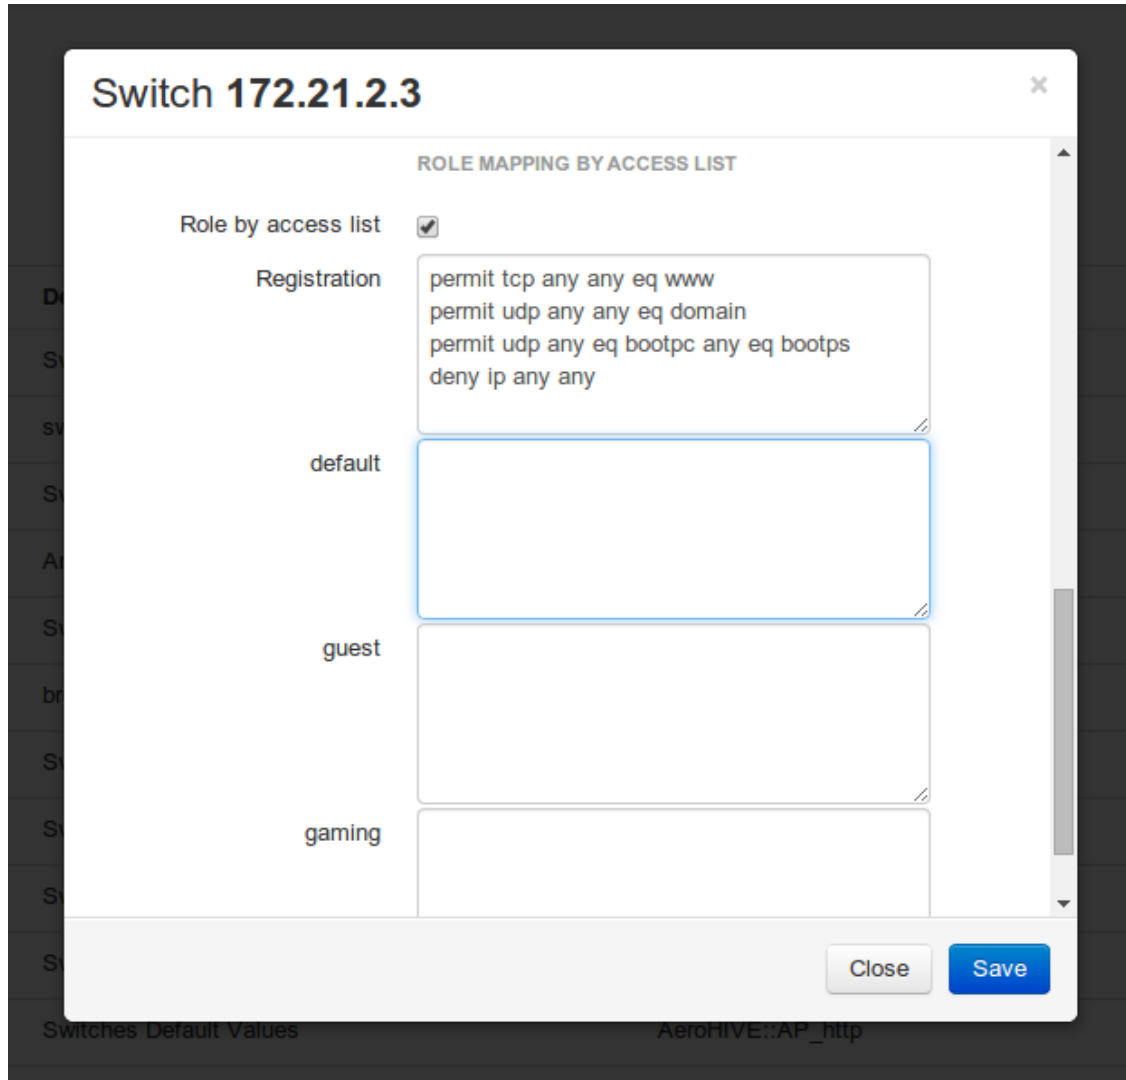 Switch 172.21.2.3
×
ROLE MAPPING BY ACCESS LIST
Role by access list
Registration
permit tcp any any eq www
permit udp any any eq domain
permit udp any eq bootpc any eq bootps
deny ip any any
default
guest
gaming
Close
Save
Switches Default Values
AeroHIVE::AP_http